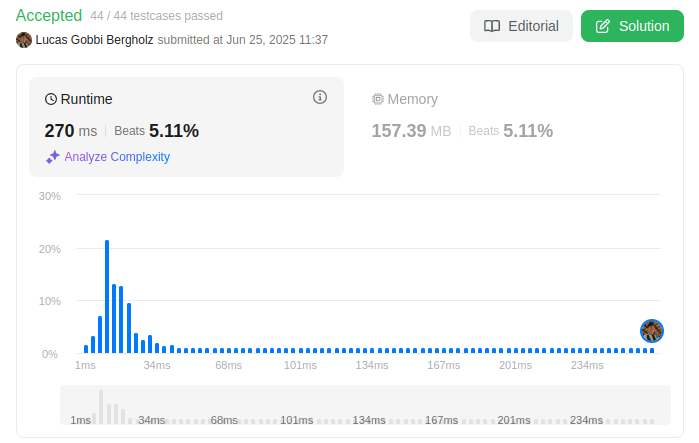 Accepted 44 / 44 testcases passed
Editorial
Solution
Lucas Gobbi Bergholz submitted at Jun 25, 2025 11:37
Runtime
270 ms Beats 5.11%
Analyze Complexity
Memory
157.39 MB Beats 5.11%
30%
20%
10%
0%
1ms 34ms 68ms 101ms 134ms 167ms 201ms 234ms
1ms 34ms 68ms 101ms 134ms 167ms 201ms 234ms